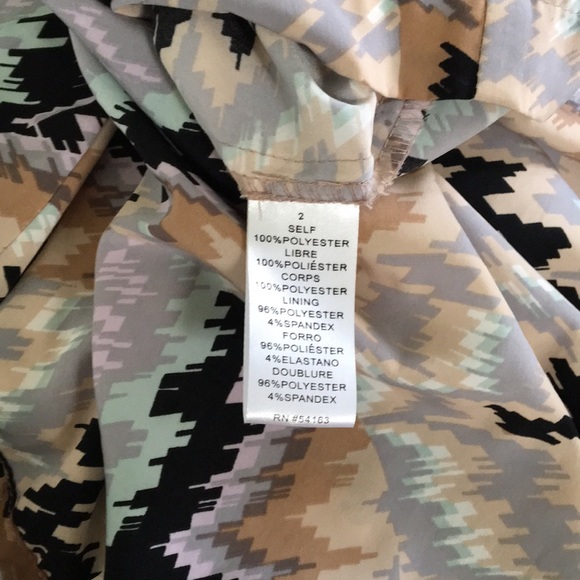 2
SELF
100%POLYESTER
LIBRE
100%POLIÉSTER
CORPS
100%POLYESTER
LINING
96%POLYESTER
4%SPANDEX
FORRO
96%POLIÉSTER
4%ELASTANO
DOUBLURE
96%POLYESTER
4%SPANDEX
RN #54163